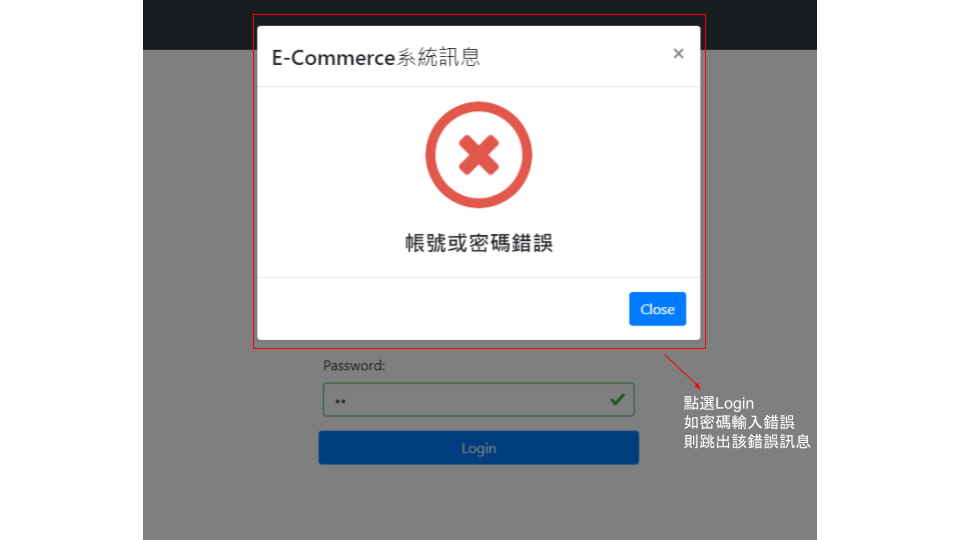 E-Commerce系統訊息
×
帳號或密碼錯誤
Close
Password:
••
Login
點選Login
如密碼輸入錯誤
則跳出該錯誤訊息